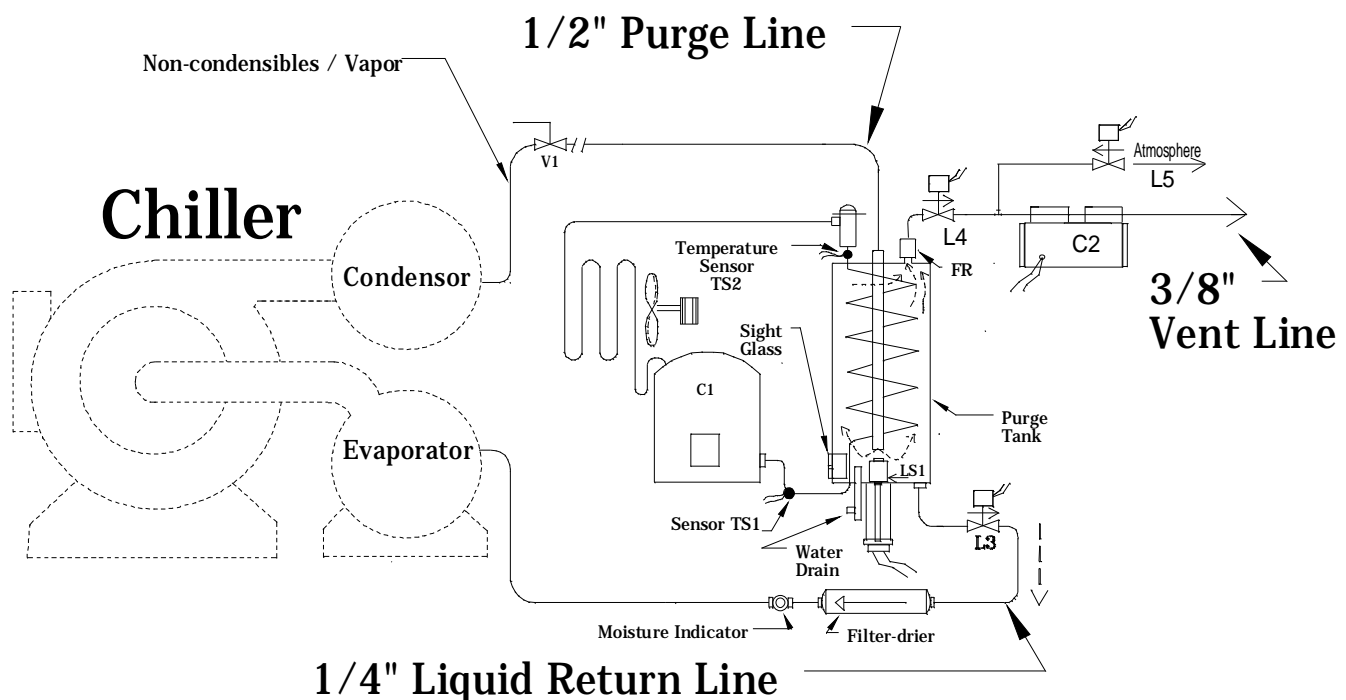 1/2" Purge Line
Non-condensibles / Vapor
V1
Atmosphere
L5
Chiller
L4
C2
Condensor
Temperature
Sensor
TS2
FR
3/8"
Vent Line
Sight
Glass
C1
Purge
Tank
Evaporator
LS1
Sensor TS1
L3
Water
Drain
Moisture Indicator
Filter-drier
1/4" Liquid Return Line